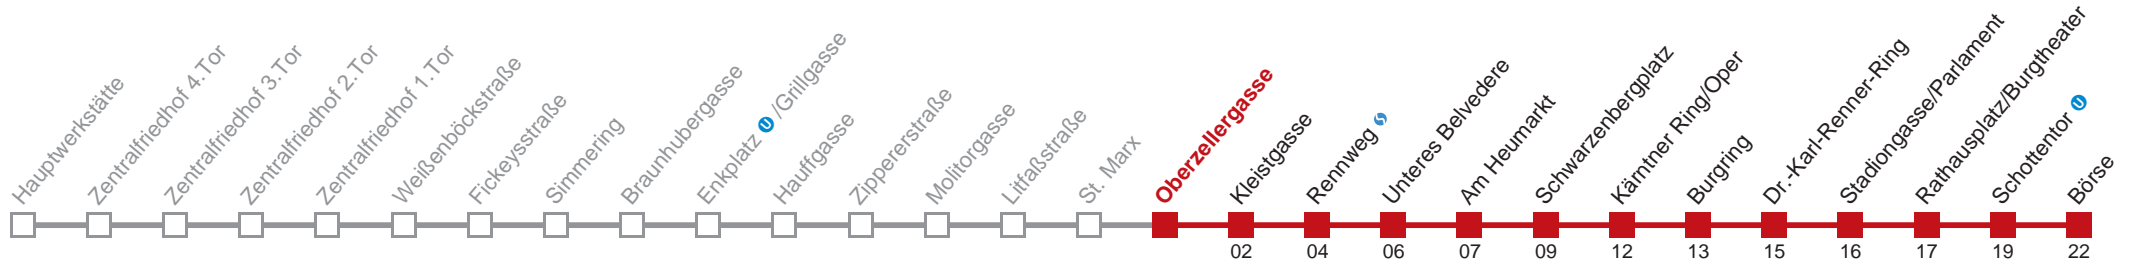 Hauptwerkstätte
Zentralfriedhof 4.Tor
Zentralfriedhof 3.Tor
Zentralfriedhof 2.Tor
Zentralfriedhof 1.Tor
Weißenböckstraße
Fickeysstraße
Simmering
Braunhubergasse
Enkplatz U /Grillgasse
Hauffgasse
Zippererstraße
Molitorgasse
Litfaßstraße
St. Marx
Oberzellergasse
Kleistgasse
Rennweg S
Unteres Belvedere
Am Heumarkt
Schwarzenbergplatz
Kärntner Ring/Oper
Burgring
Dr.-Karl-Renner-Ring
Stadiongasse/Parlament
Rathausplatz/Burgtheater
Schottentor U
Börse
02 04 06 07 09 12 13 15 16 17 19 22